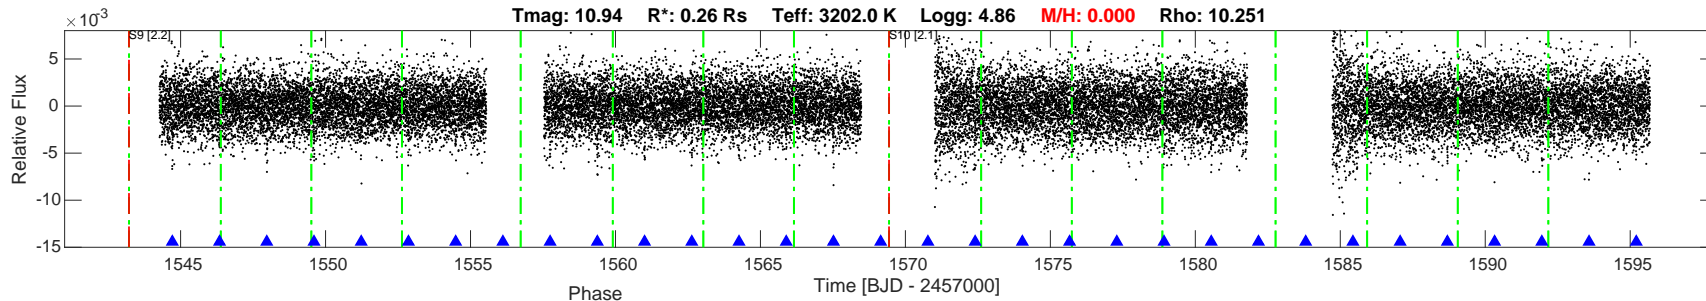 Tmag: 10.94 R*: 0.26 Rs Teff: 3202.0 K Logg: 4.86 M/H: 0.000 Rho: 10.251
× 10⁻³
S9 [2.2]
S10 [2.1]
5
0
-5
-10
-15
Relative Flux
1545 1550 1555 1560 1565 1570 1575 1580 1585 1590 1595
Phase
Time [BJD - 2457000]